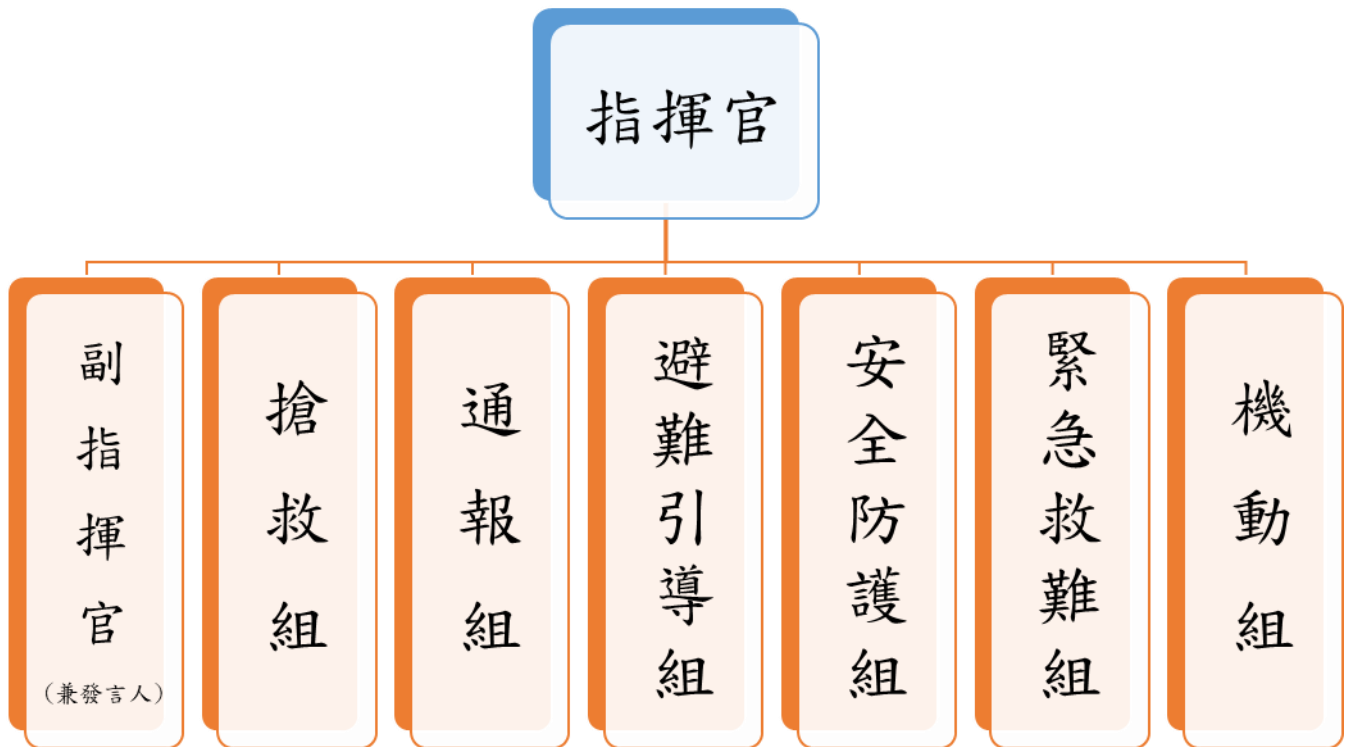 指揮官
副指揮官
（兼發言人）
搶救組
通報組
避難引導組
安全防護組
緊急救難組
機動組